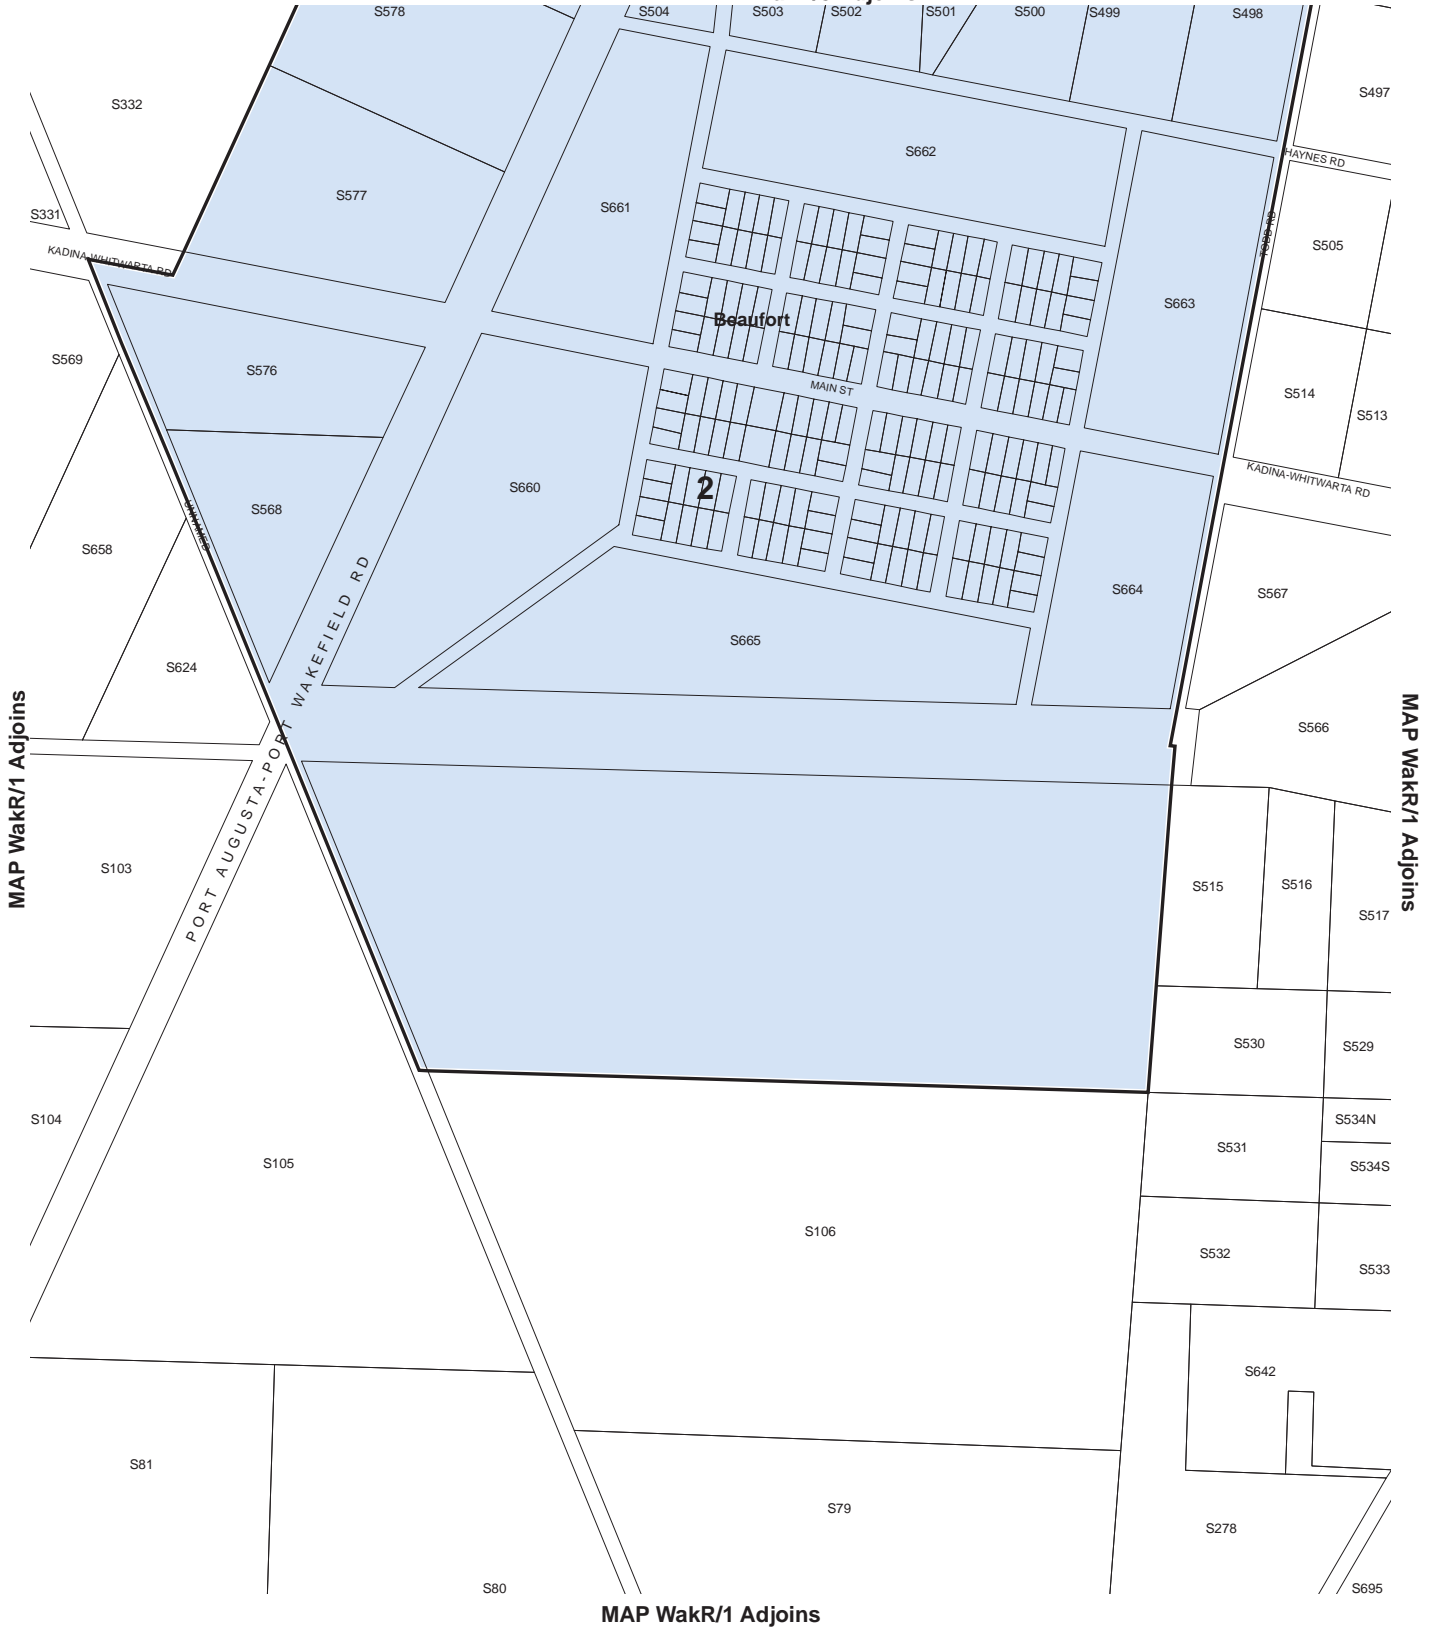 S578
S504
S503
S502
S501
S500
S499
S498
S332
S497
S662
HAYNES RD
S577
S661
S331
TODD RD
S505
KADINA-WHITWARTA RD
S663
Beaufort
S569
S576
MAIN ST
S514
S513
S660
2
KADINA-WHITWARTA RD
S568
UNNAMED
S658
S664
S567
PORT AUGUSTA-PORT WAKEFIELD RD
S665
S624
S566
MAP WakR/1 Adjoins
MAP WakR/1 Adjoins
S103
S515
S516
S517
S530
S529
S104
S534N
S531
S105
S534S
S106
S532
S533
S642
S81
S79
S278
S80
S695
MAP WakR/1 Adjoins